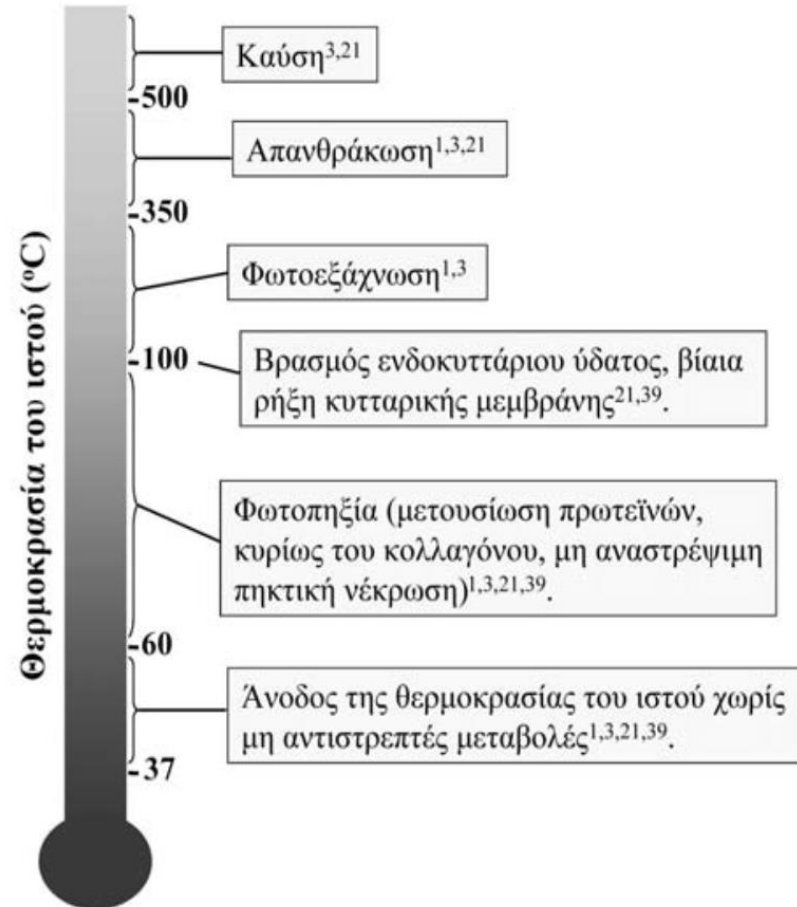 Καύση3,21
-500
Απανθράκωση1,3,21
-350
Φωτοεξάχνωση1,3
-100
Βρασμός ενδοκυττάριου ύδατος, βίαια
ρήξη κυτταρικής μεμβράνης21,39.
Φωτοπηξία (μετουσίωση πρωτεϊνών,
κυρίως του κολλαγόνου, μη αναστρέψιμη
πηκτική νέκρωση)1,3,21,39.
-60
Άνοδος της θερμοκρασίας του ιστού χωρίς
μη αντιστρεπτές μεταβολές1,3,21,39.
-37
Θερμοκρασία του ιστού (οC)